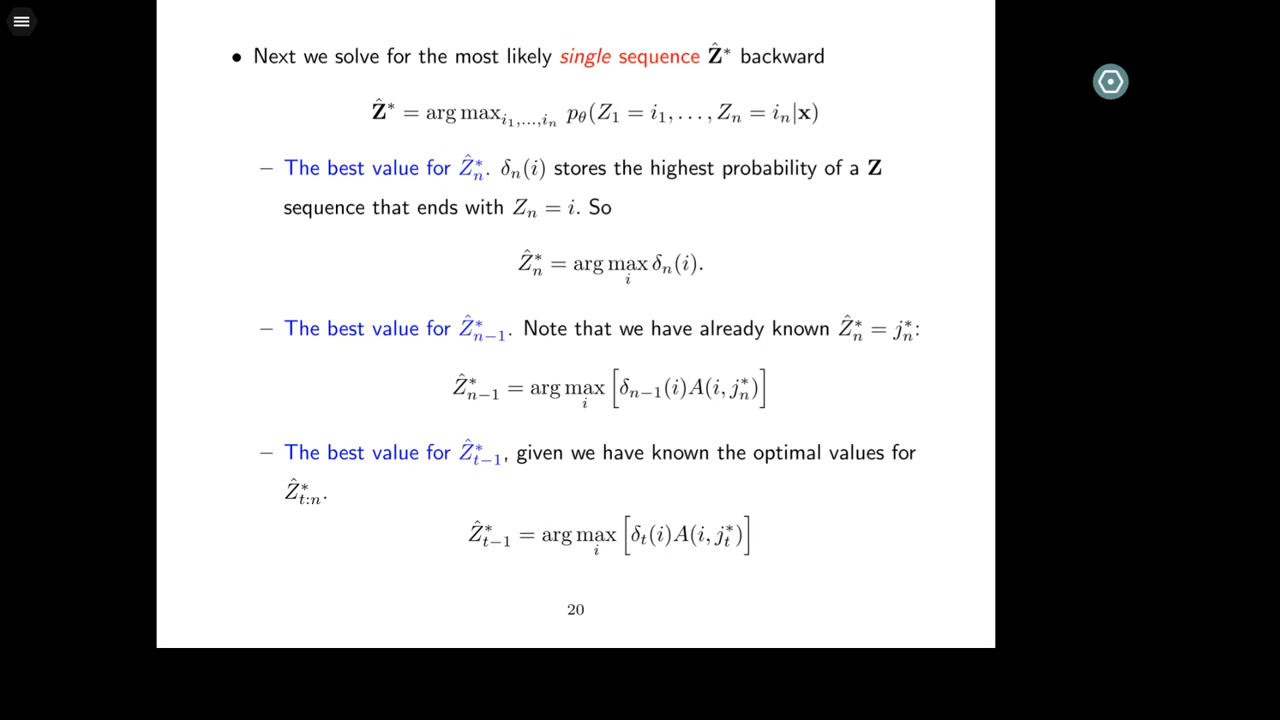 • Next we solve for the most likely single sequence Ẑ* backward
Ẑ* = arg max_{i_1,...,i_n} p_θ(Z_1 = i_1, . . . , Z_n = i_n|x)
– The best value for Ẑ*_n. δ_n(i) stores the highest probability of a Z
sequence that ends with Z_n = i. So
Ẑ*_n = arg max_i δ_n(i).
– The best value for Ẑ*_{n−1}. Note that we have already known Ẑ*_n = j*_n:
Ẑ*_{n−1} = arg max_i [δ_{n−1}(i)A(i, j*_n)]
– The best value for Ẑ*_{t−1}, given we have known the optimal values for
Ẑ*_{t:n}.
Ẑ*_{t−1} = arg max_i [δ_t(i)A(i, j*_t)]
20